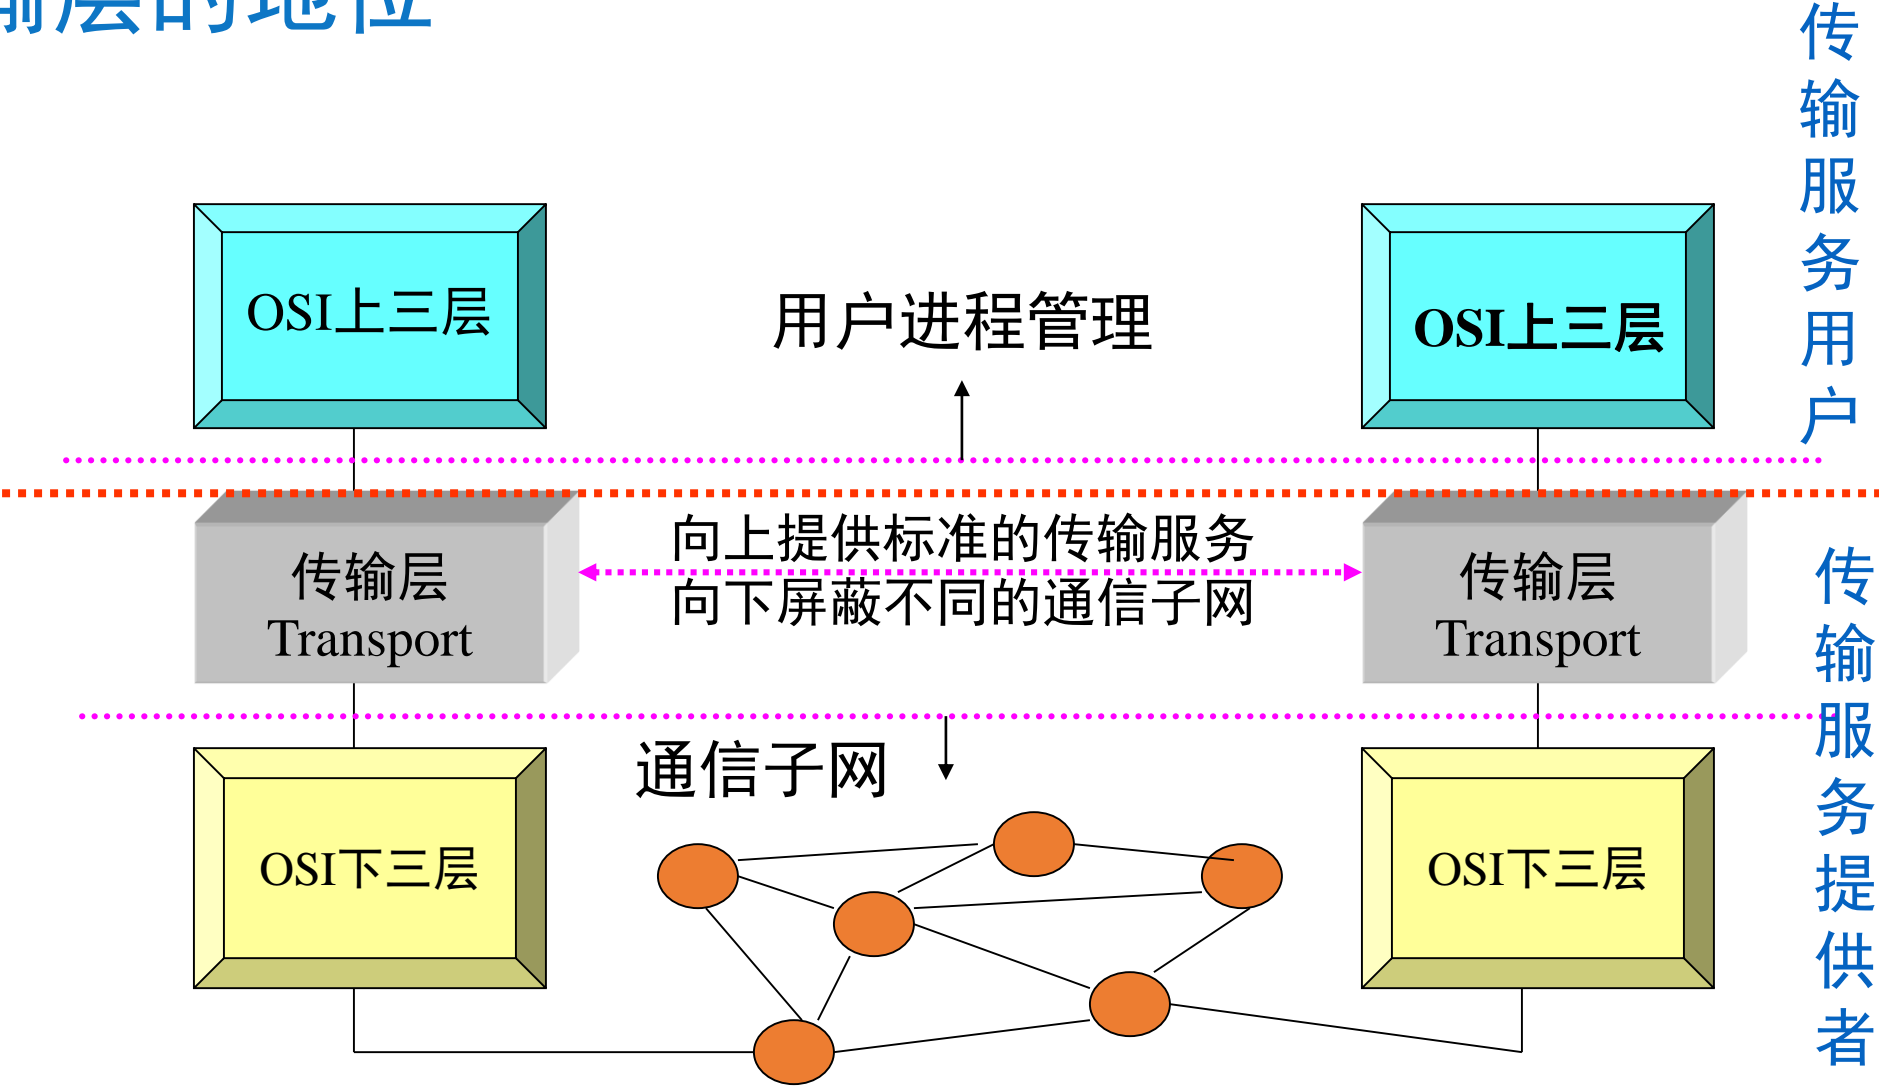 层的地位
传输服务用户
OSI上三层
用户进程管理
OSI上三层
向上提供标准的传输服务
向下屏蔽不同的通信子网
传输层
Transport
传输层
Transport
传输服务提供者
通信子网
OSI下三层
OSI下三层